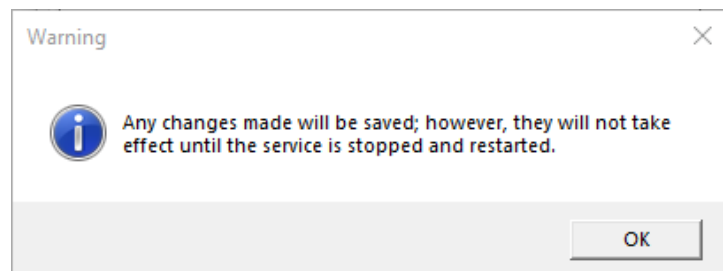 Warning
Any changes made will be saved; however, they will not take
effect until the service is stopped and restarted.
OK